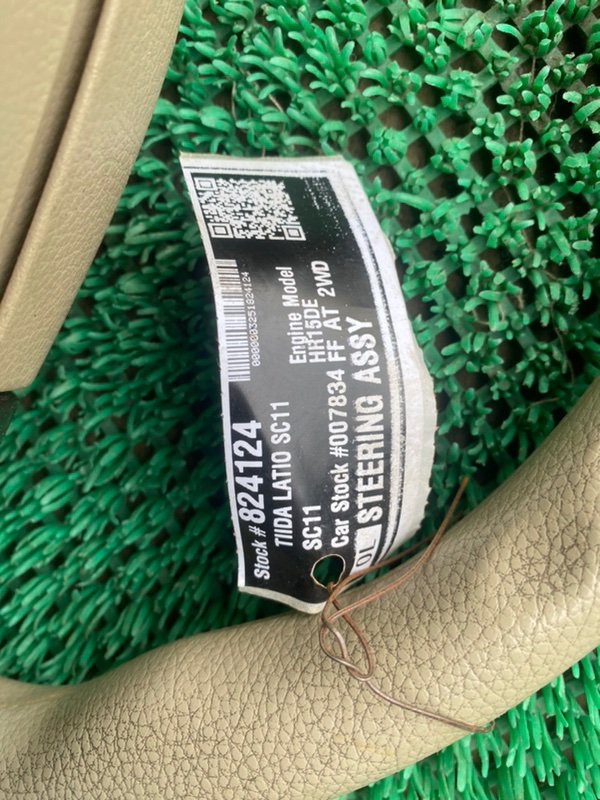 0000003251824124
Stock # 824124
TIIDA LATIO SC11
Engine Model
SC11
HR15DE
Car Stock #007834 FF AT 2WD
STEERING ASSY